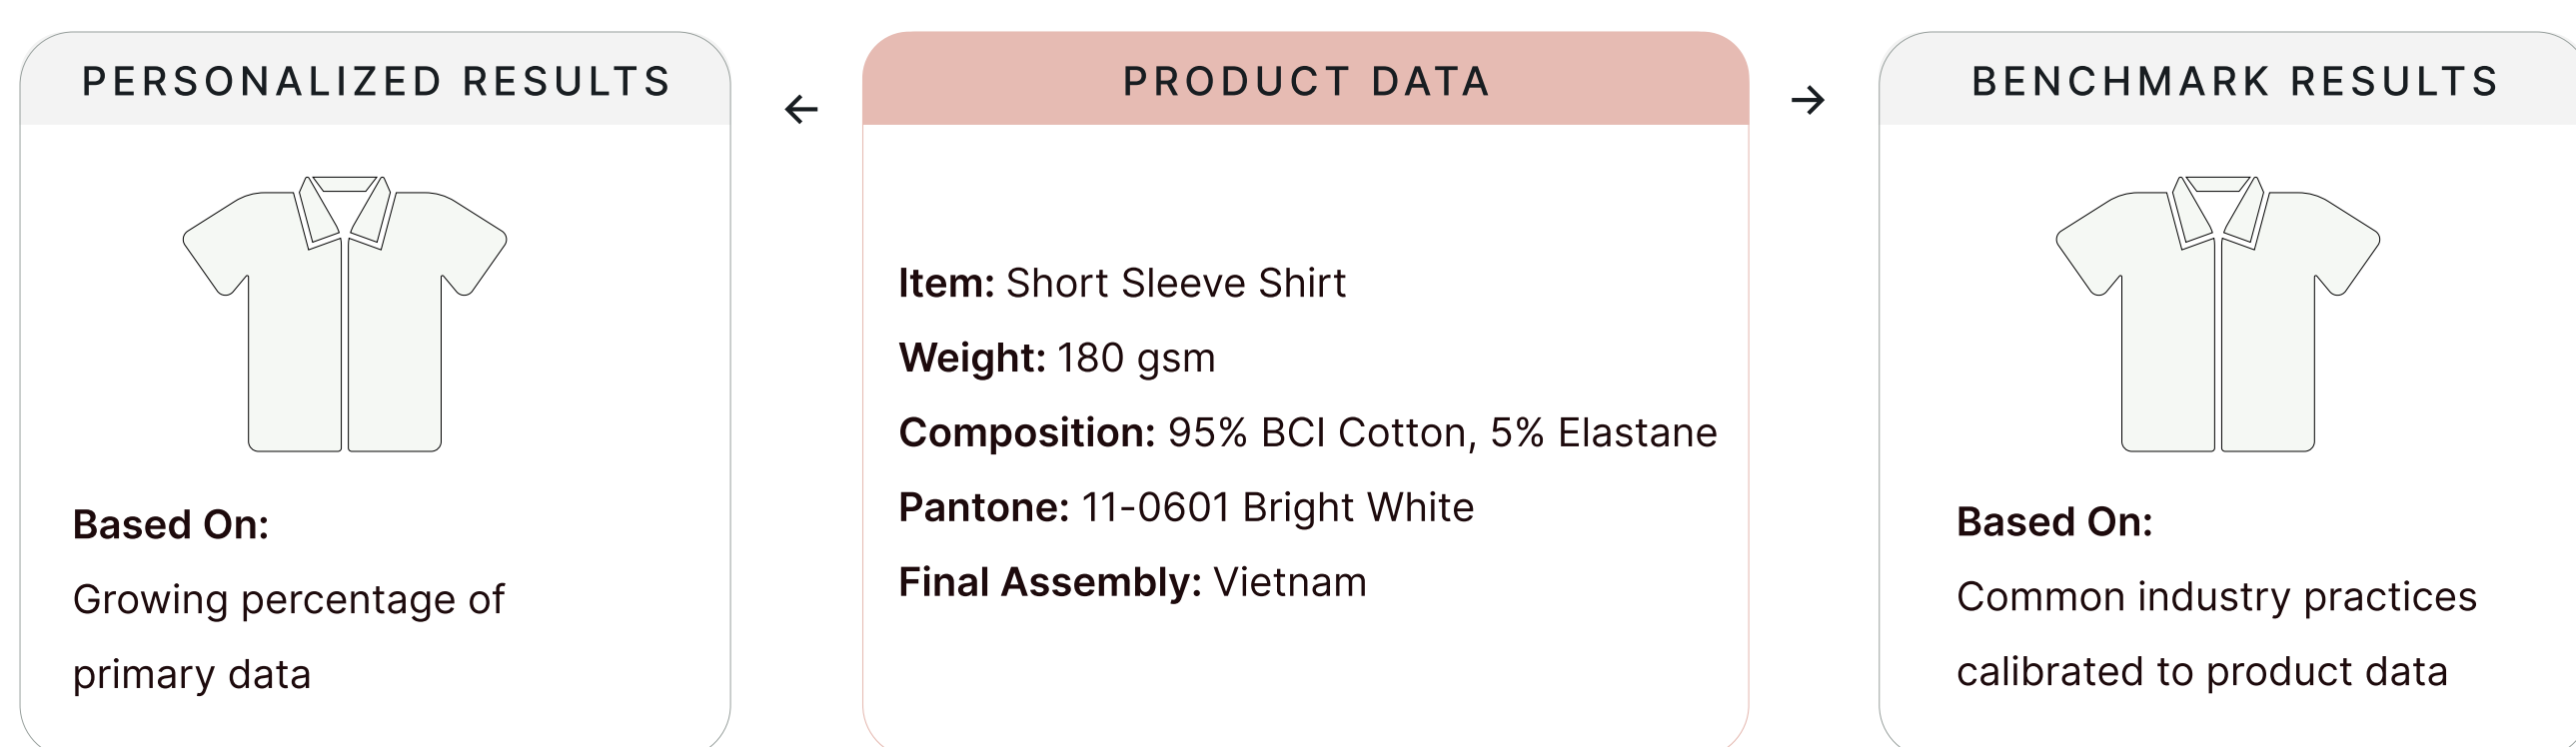 PERSONALIZED RESULTS
Based On:
Growing percentage of
primary data
←
PRODUCT DATA
Item: Short Sleeve Shirt
Weight: 180 gsm
Composition: 95% BCI Cotton, 5% Elastane
Pantone: 11-0601 Bright White
Final Assembly: Vietnam
→
BENCHMARK RESULTS
Based On:
Common industry practices
calibrated to product data